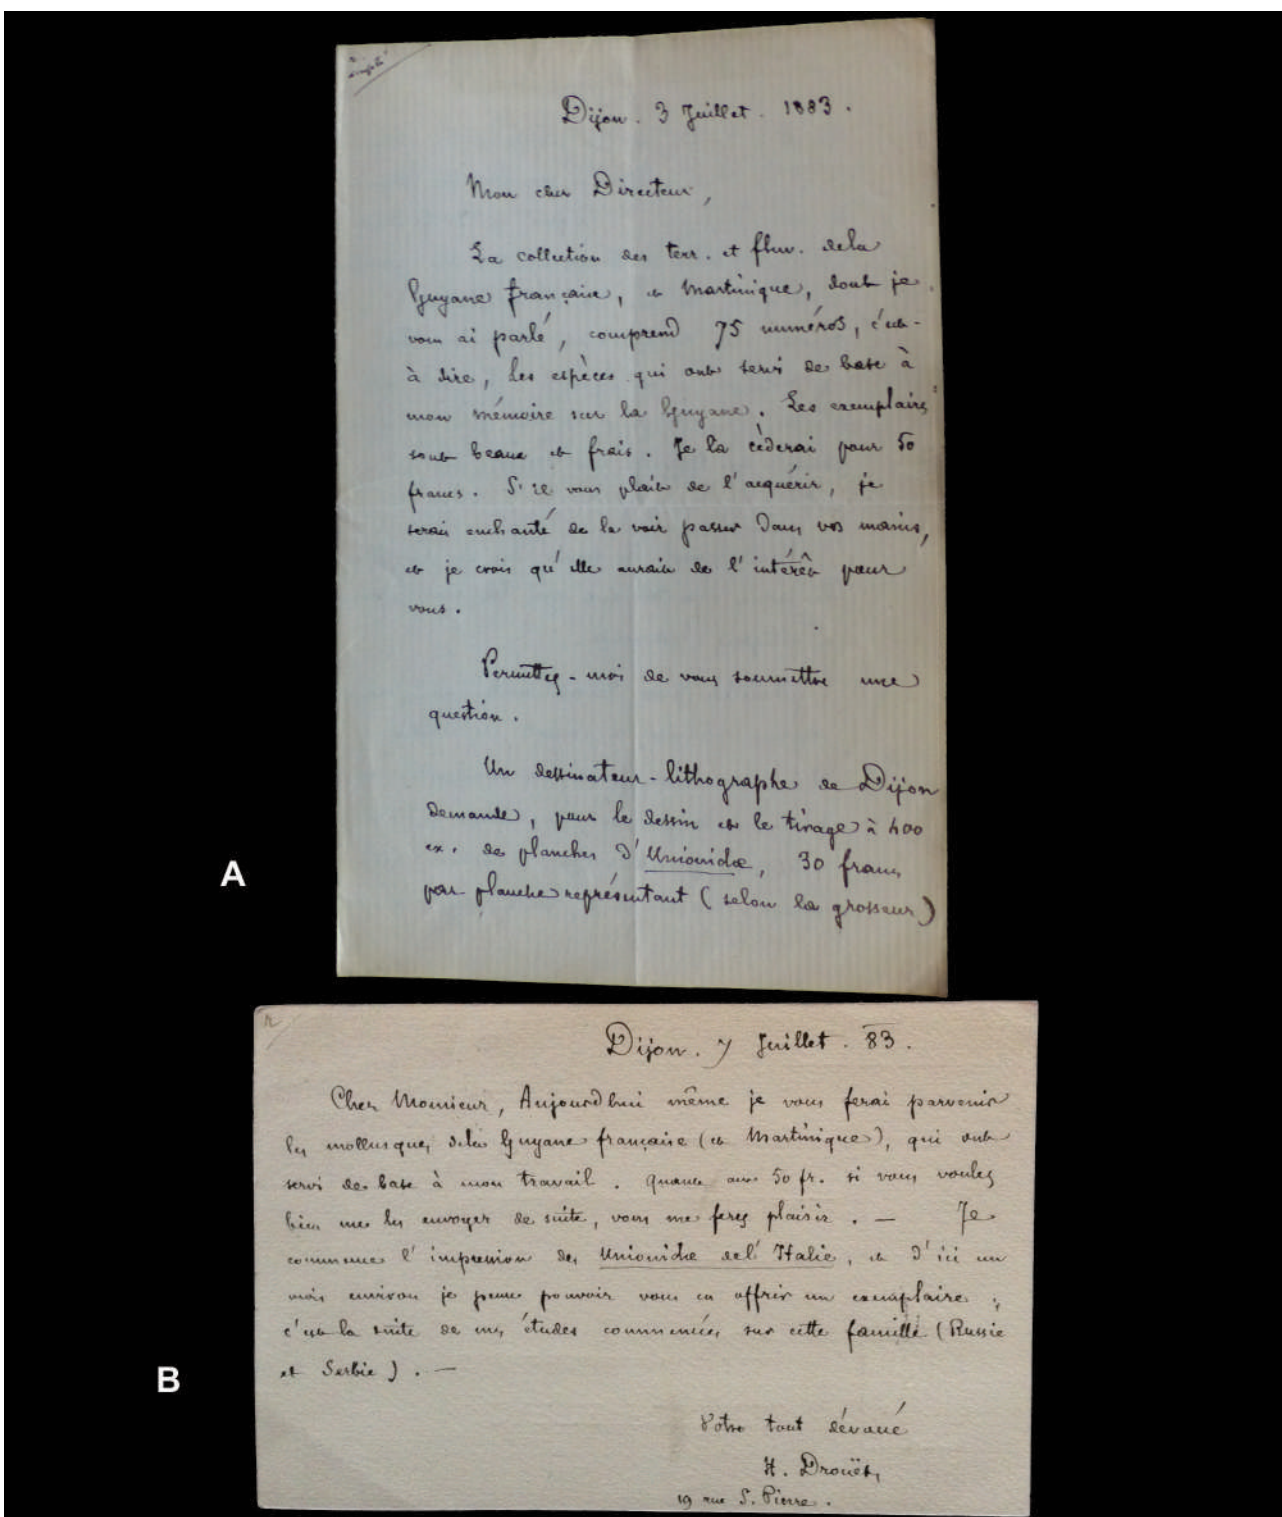 Dijon. 3 Juillet. 1883.
Mon cher Directeur,
La collection des terr. et fluv. de la
Guyane française, et Martinique, dont je
vous ai parlé, comprend 75 numéros, c'est-
à dire, les espèces qui ont servi de base à
mon mémoire sur la Guyane. Les exemplaires
sont beaux et frais. Je la cèderai pour 50
francs. S'il vous plait de l'acquérir, je
serai enchanté de la voir passer dans vos mains,
et je crois qu'elle aurait de l'intérêt pour
vous.
Permettez-moi de vous soumettre une
question.
Un dessinateur-lithographe de Dijon
demande, pour le dessin et le tirage à 400
ex. de planches d'Unionidæ, 30 francs
par planche représentant (selon la grosseur)
A
Dijon. 7 Juillet. 83.
Cher Monsieur, Aujourd'hui même je vous ferai parvenir
les mollusques de la Guyane française (et Martinique), qui ont
servi de base à mon travail. Quant aux 50 fr. si vous voulez
bien me les envoyer de suite, vous me ferez plaisir. — Je
commence l'impression des Unionidæ de l'Italie, et d'ici un
mois environ je pense pouvoir vous en offrir un exemplaire;
c'est la suite de mes études commencées sur cette famille (Russie
et Serbie). —
B
Votre tout dévoué
H. Drouët,
19 rue S. Pierre.